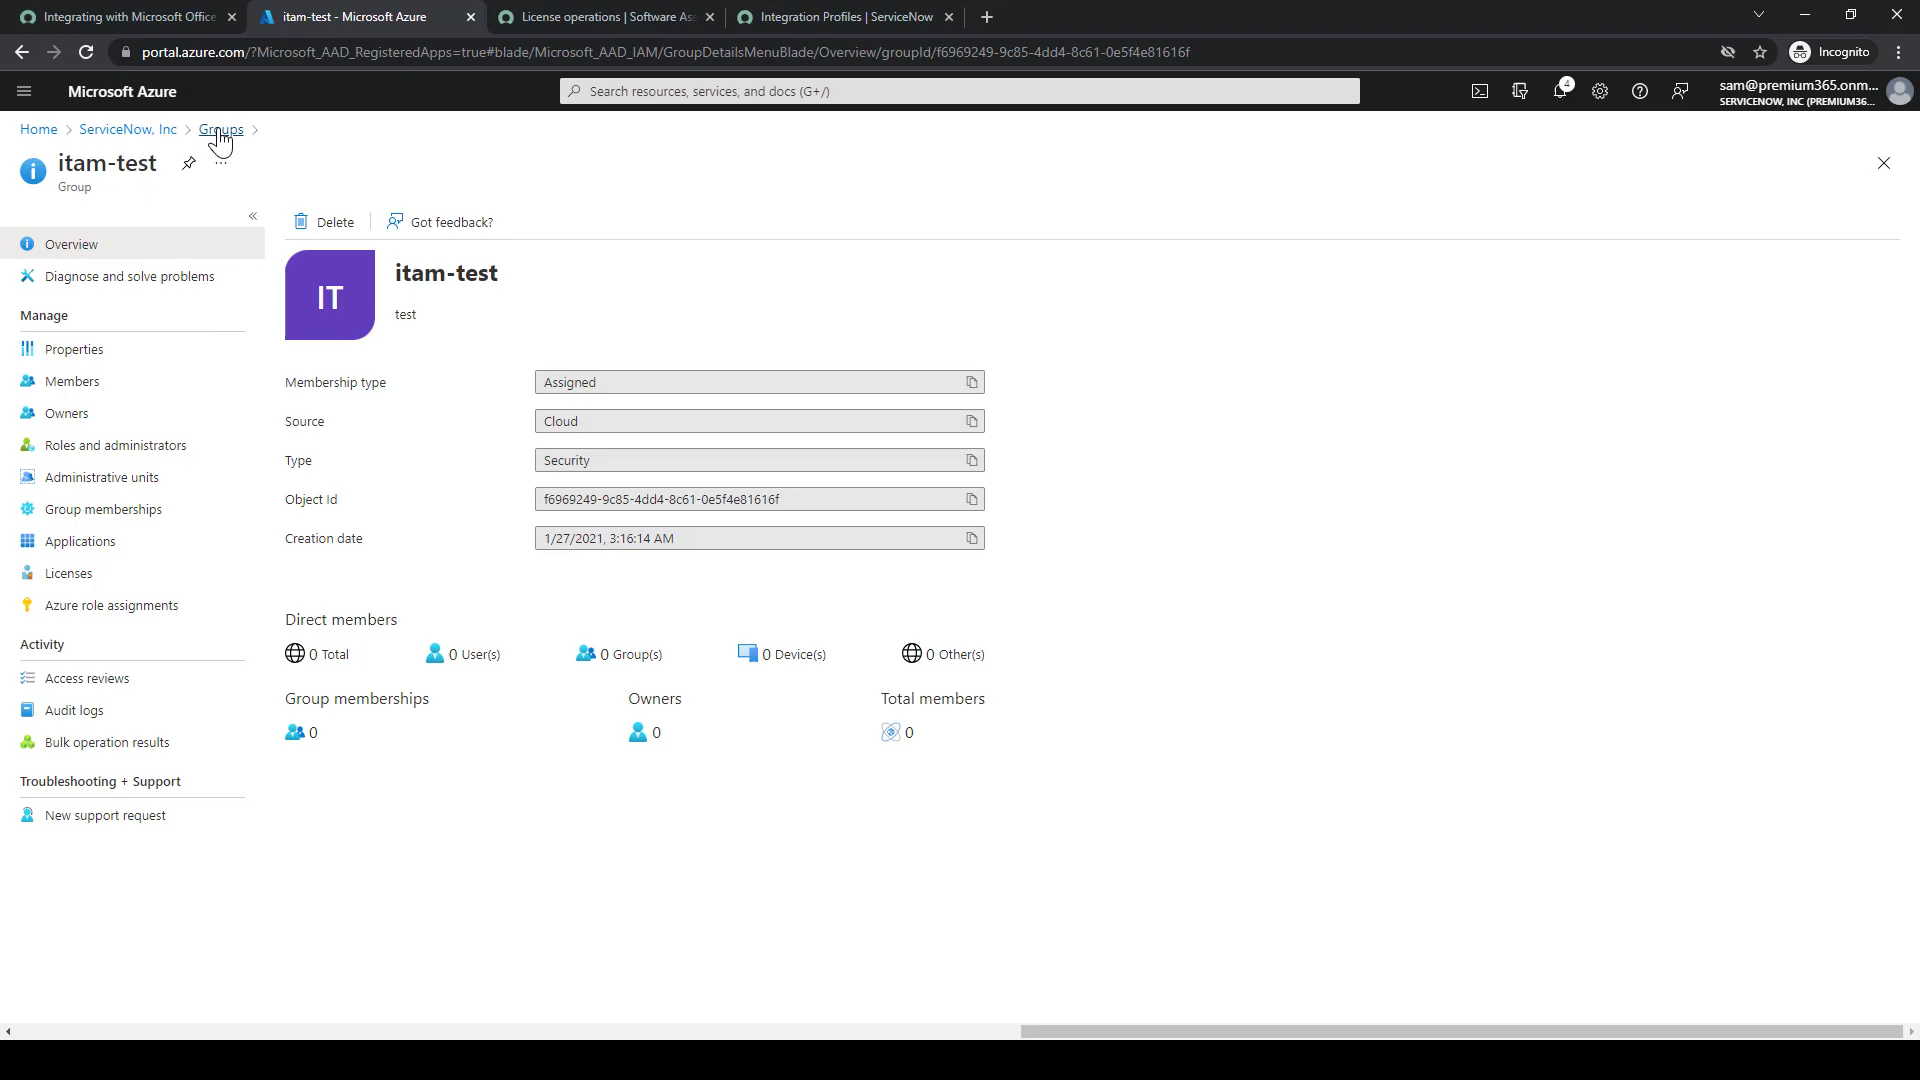 Integrating with Microsoft Office
itam-test - Microsoft Azure
License operations | Software As
Integration Profiles | ServiceNow
portal.azure.com/?Microsoft_AAD_RegisteredApps=true#blade/Microsoft_AAD_IAM/GroupDetailsMenuBlade/Overview/groupId/f6969249-9c85-4dd4-8c61-0e5f4e81616f
Incognito
Microsoft Azure
Search resources, services, and docs (G+/)
4
sam@premium365.onm...
SERVICENOW, INC (PREMIUM36...
Home > ServiceNow, Inc > Groups >
itam-test
...
Group
Overview
Diagnose and solve problems
Manage
Properties
Members
Owners
Roles and administrators
Administrative units
Group memberships
Applications
Licenses
Azure role assignments
Activity
Access reviews
Audit logs
Bulk operation results
Troubleshooting + Support
New support request
Delete
Got feedback?
IT
itam-test
test
Membership type
Assigned
Source
Cloud
Type
Security
Object Id
f6969249-9c85-4dd4-8c61-0e5f4e81616f
Creation date
1/27/2021, 3:16:14 AM
Direct members
0 Total
0 User(s)
0 Group(s)
0 Device(s)
0 Other(s)
Group memberships
Owners
Total members
0
0
0